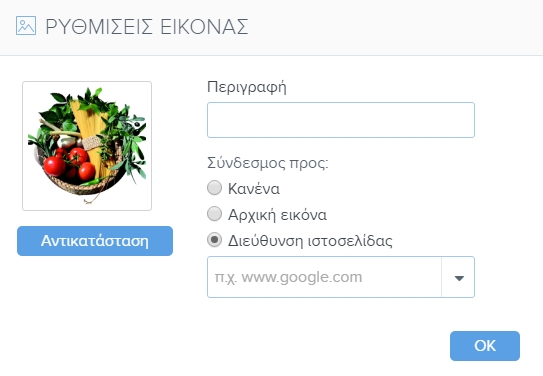 ΡΥΘΜΙΣΕΙΣ ΕΙΚΟΝΑΣ
Περιγραφή
Σύνδεσμος προς:
Κανένα
Αρχική εικόνα
Διεύθυνση ιστοσελίδας
Αντικατάσταση
π.χ. www.google.com
OK